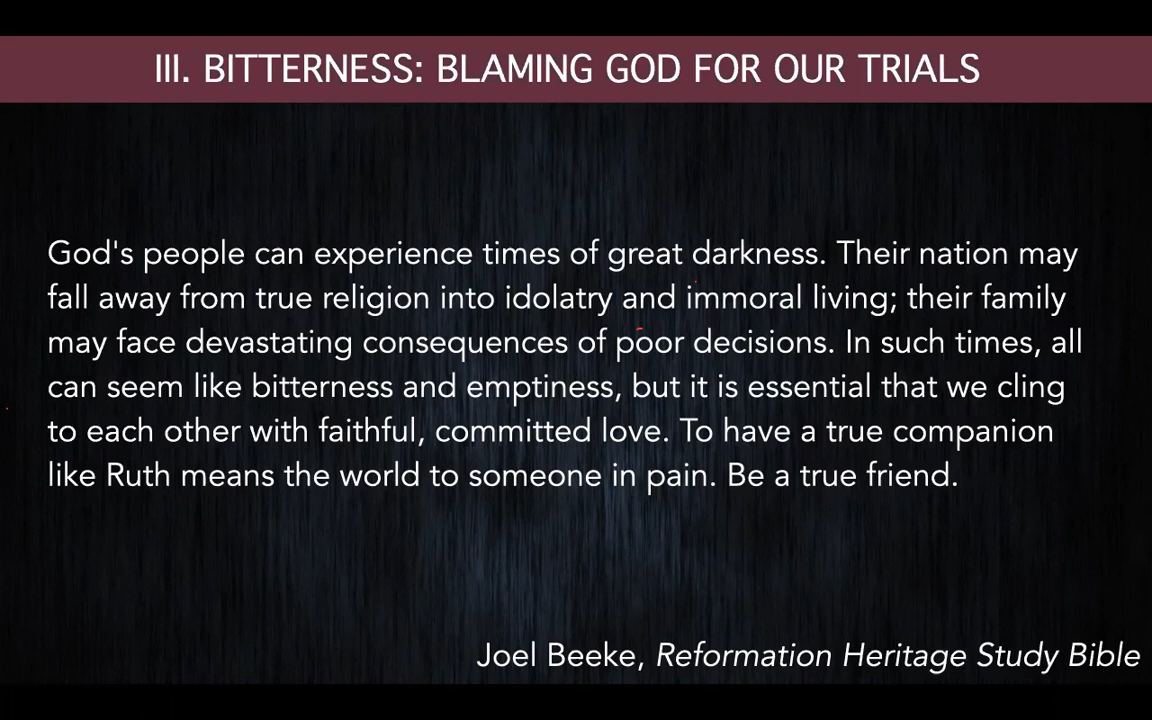 III. BITTERNESS: BLAMING GOD FOR OUR TRIALS
God's people can experience times of great darkness. Their nation may
fall away from true religion into idolatry and immoral living; their family
may face devastating consequences of poor decisions. In such times, all
can seem like bitterness and emptiness, but it is essential that we cling
to each other with faithful, committed love. To have a true companion
like Ruth means the world to someone in pain. Be a true friend.
Joel Beeke, Reformation Heritage Study Bible